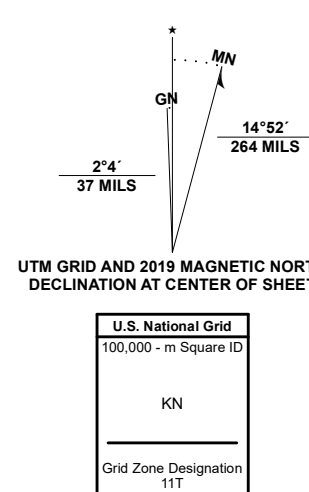 ★
MN
GN
14°52´
264 MILS
2°4´
37 MILS
UTM GRID AND 2019 MAGNETIC NORT
DECLINATION AT CENTER OF SHEET
U.S. National Grid
100,000 - m Square ID
KN
Grid Zone Designation
11T